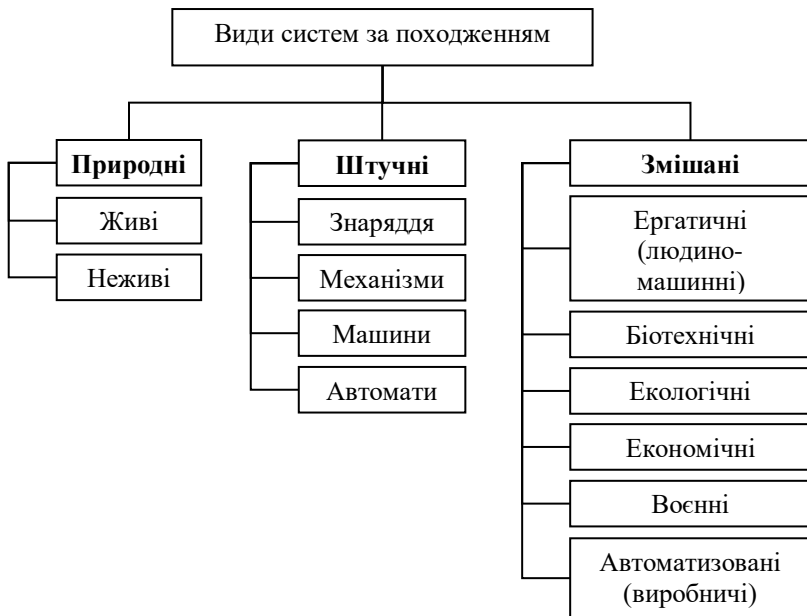 Види систем за походженням
Природні
Живі
Неживі
Штучні
Знаряддя
Механізми
Машини
Автомати
Змішані
Ергатичні
(людино-
машинні)
Біотехнічні
Екологічні
Економічні
Воєнні
Автоматизовані
(виробничі)